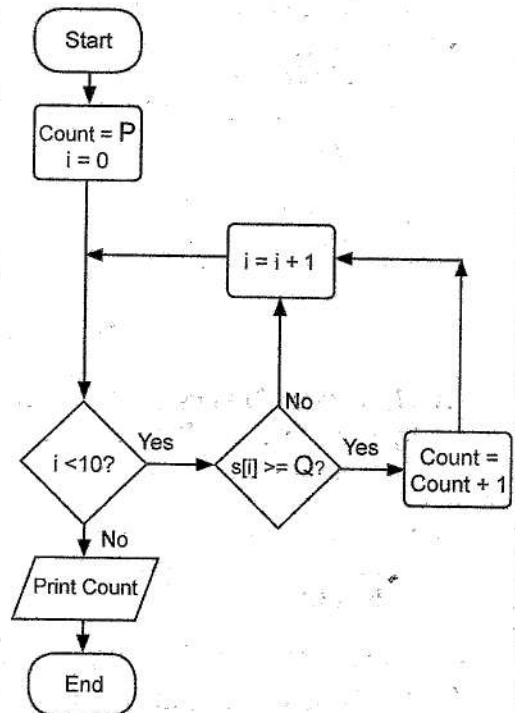 Start
Count = P
i = 0
i = i + 1
No
i <10?
Yes
s[i] >= Q?
Yes
Count =
Count + 1
No
Print Count
End